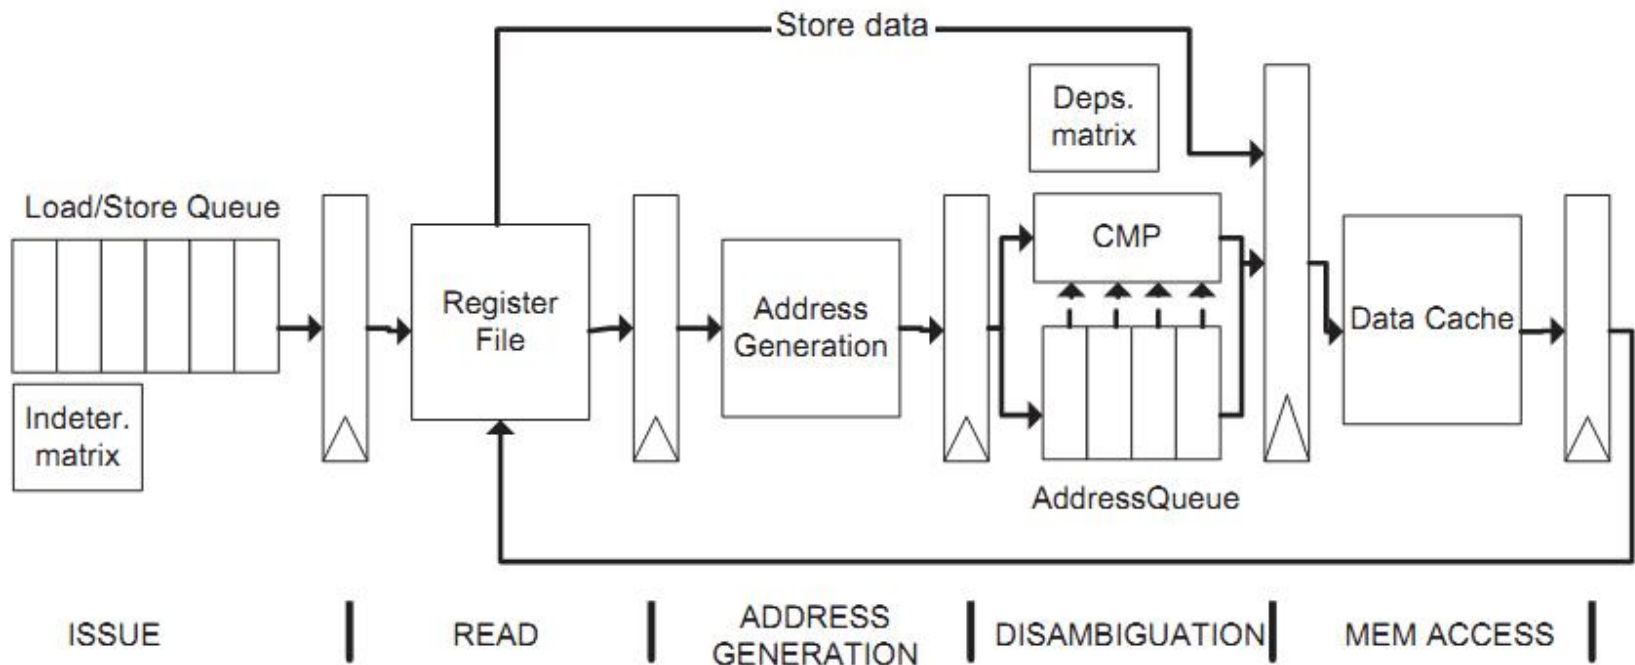 Store data
Deps.
matrix
Load/Store Queue
CMP
Register
File
Address
Generation
Data Cache
Indeter.
matrix
AddressQueue
ISSUE
READ
ADDRESS
GENERATION
DISAMBIGUATION
MEM ACCESS